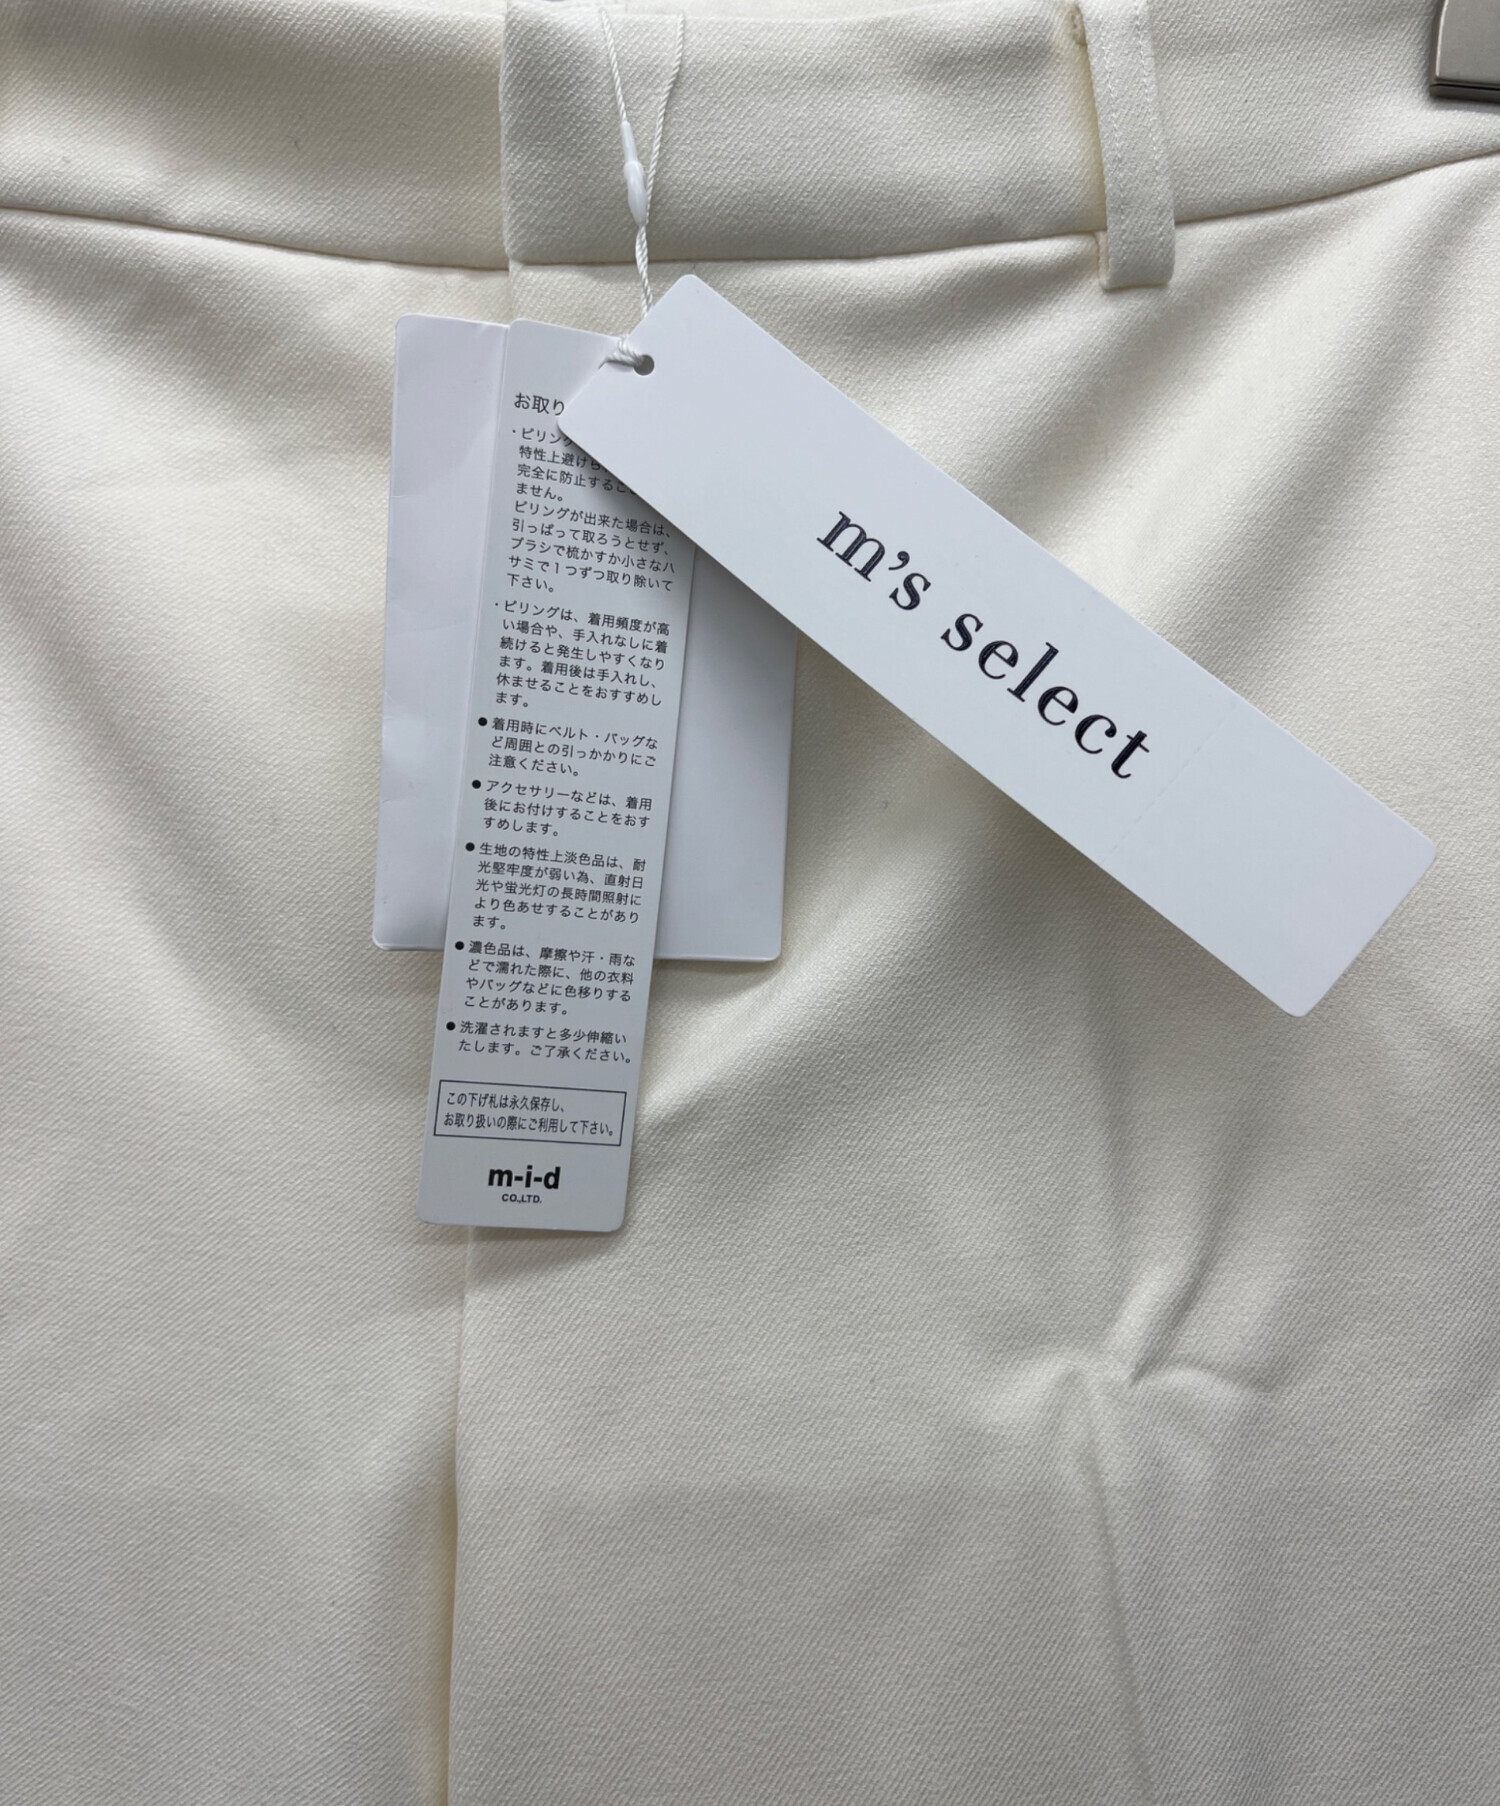 お取り
・ピリング
特性上避けら
完全に防止するこ
ません。
ピリングが出来た場合は、
引っぱって取ろうとせず、
ブラシで梳かすか小さなハ
サミで1つずつ取り除いて
下さい。
・ピリングは、着用頻度が高
い場合や、手入れなしに着
続けると発生しやすくなり
ます。着用後は手入れし、
休ませることをおすすめし
ます。
●着用時にベルト・バッグな
ど周囲との引っかかりにご
注意ください。
●アクセサリーなどは、着用
後にお付けすることをおす
すめします。
●生地の特性上淡色品は、耐
光堅牢度が弱い為、直射日
光や蛍光灯の長時間照射に
より色あせすることがあり
ます。
●濃色品は、摩擦や汗・雨な
どで濡れた際に、他の衣料
やバッグなどに色移りする
ことがあります。
●洗濯されますと多少伸縮い
たします。ご了承ください。
この下げ札は永久保存し、
お取り扱いの際にご利用して下さい。
m-i-d
CO.,LTD.
m's select